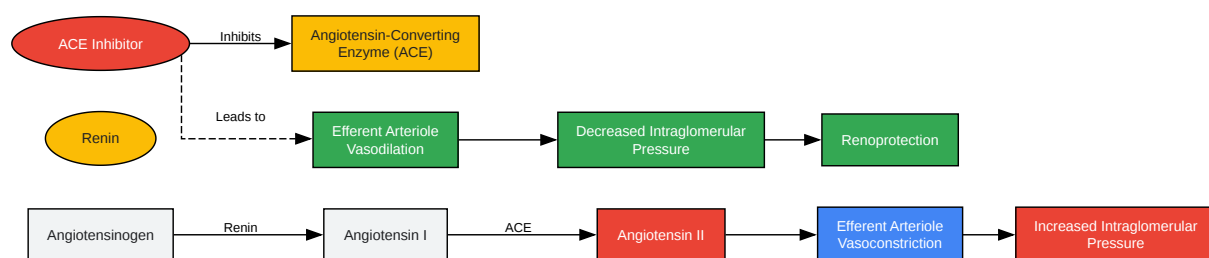 ACE Inhibitor
Inhibits
Angiotensin-Converting
Enzyme (ACE)
Renin
Leads to
Efferent Arteriole
Vasodilation
Decreased Intraglomerular
Pressure
Renoprotection
Angiotensinogen
Renin
Angiotensin I
ACE
Angiotensin II
Efferent Arteriole
Vasoconstriction
Increased Intraglomerular
Pressure